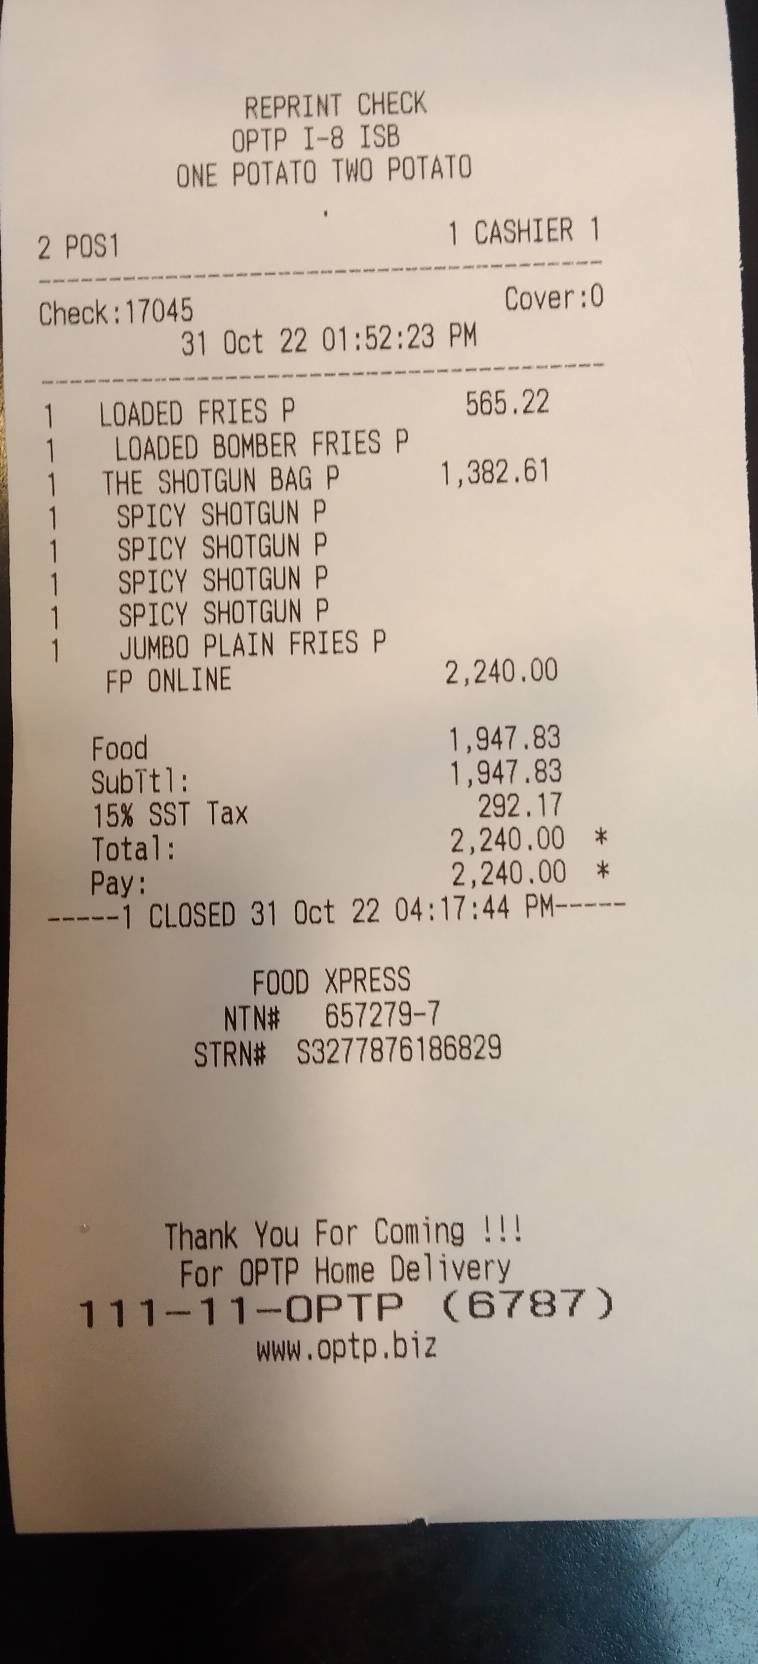 REPRINT CHECK
OPTP I-8 ISB
ONE POTATO TWO POTATO
2 POS1 1 CASHIER 1
Check:17045 Cover:0
31 Oct 22 01:52:23 PM
1 LOADED FRIES P 565.22
1 LOADED BOMBER FRIES P
1 THE SHOTGUN BAG P 1,382.61
1 SPICY SHOTGUN P
1 SPICY SHOTGUN P
1 SPICY SHOTGUN P
1 SPICY SHOTGUN P
1 JUMBO PLAIN FRIES P
FP ONLINE 2,240.00
Food 1,947.83
SubTtl: 1,947.83
15% SST Tax 292.17
Total: 2,240.00 *
Pay: 2,240.00 *
-----1 CLOSED 31 Oct 22 04:17:44 PM-----
FOOD XPRESS
NTN# 657279-7
STRN# S3277876186829
Thank You For Coming !!!
For OPTP Home Delivery
111-11-OPTP (6787)
www.optp.biz